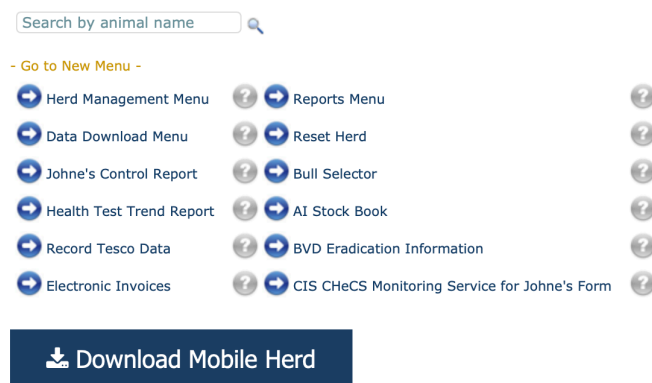 Search by animal name
- Go to New Menu -
Herd Management Menu ? Reports Menu ?
Data Download Menu ? Reset Herd ?
Johne's Control Report ? Bull Selector ?
Health Test Trend Report ? AI Stock Book ?
Record Tesco Data ? BVD Eradication Information ?
Electronic Invoices ? CIS CHeCS Monitoring Service for Johne's Form ?
Download Mobile Herd